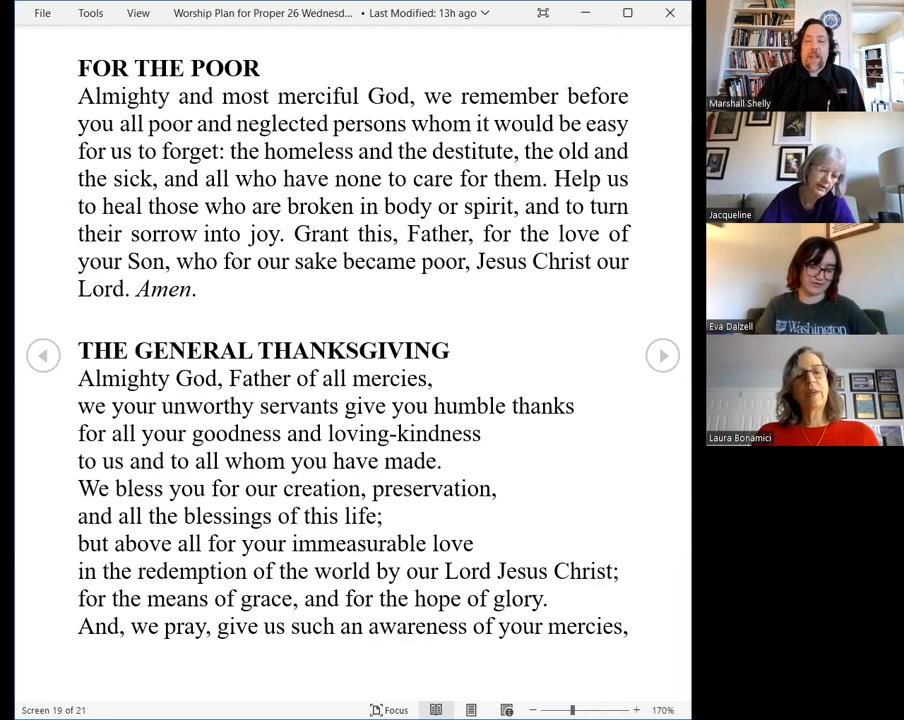 File Tools View Worship Plan for Proper 26 Wednesd... • Last Modified: 13h ago
FOR THE POOR
Almighty and most merciful God, we remember before
you all poor and neglected persons whom it would be easy
for us to forget: the homeless and the destitute, the old and
the sick, and all who have none to care for them. Help us
to heal those who are broken in body or spirit, and to turn
their sorrow into joy. Grant this, Father, for the love of
your Son, who for our sake became poor, Jesus Christ our
Lord. Amen.
THE GENERAL THANKSGIVING
Almighty God, Father of all mercies,
we your unworthy servants give you humble thanks
for all your goodness and loving-kindness
to us and to all whom you have made.
We bless you for our creation, preservation,
and all the blessings of this life;
but above all for your immeasurable love
in the redemption of the world by our Lord Jesus Christ;
for the means of grace, and for the hope of glory.
And, we pray, give us such an awareness of your mercies,
Screen 19 of 21 Focus 170%
Marshall Shelly
Jacqueline
Eva Dalzell
Washington
Laura Bonamici